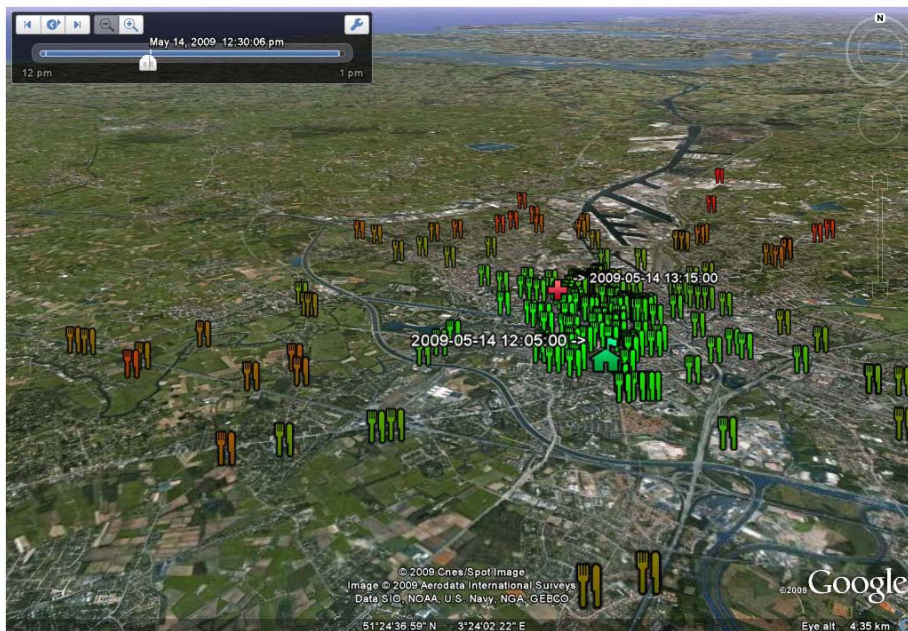 May 14, 2009 12:30:06 pm
12 pm
1 pm
N
-> 2009-05-14 13:15:00
2009-05-14 12:05:00 ->
© 2009 Cnes/Spot Image
Image © 2009 Aerodata International Surveys
Data SIO, NOAA, U.S. Navy, NGA, GEBCO
©2009 Google
51°24'36.59" N 3°24'02.22" E
Eye alt 4.35 km